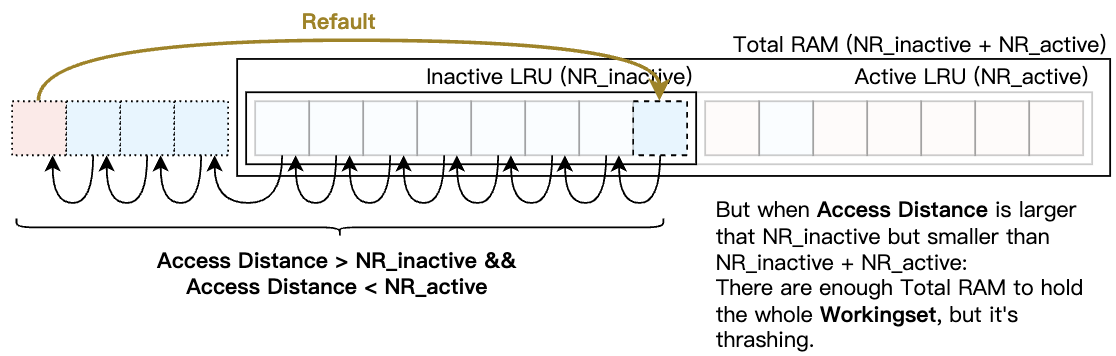 Refault
Total RAM (NR_inactive + NR_active)
Inactive LRU (NR_inactive)
Active LRU (NR_active)
Access Distance > NR_inactive &&
Access Distance < NR_active
But when Access Distance is larger
that NR_inactive but smaller than
NR_inactive + NR_active:
There are enough Total RAM to hold
the whole Workingset, but it's
thrashing.